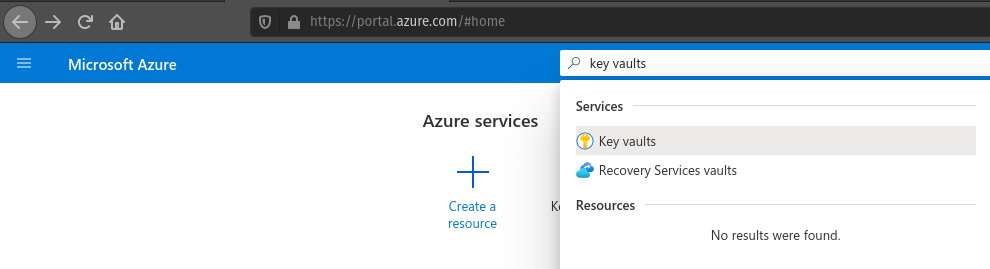 https://portal.azure.com/#home
Microsoft Azure
key vaults
Services
Key vaults
Recovery Services vaults
Resources
No results were found.
Azure services
Create a
resource